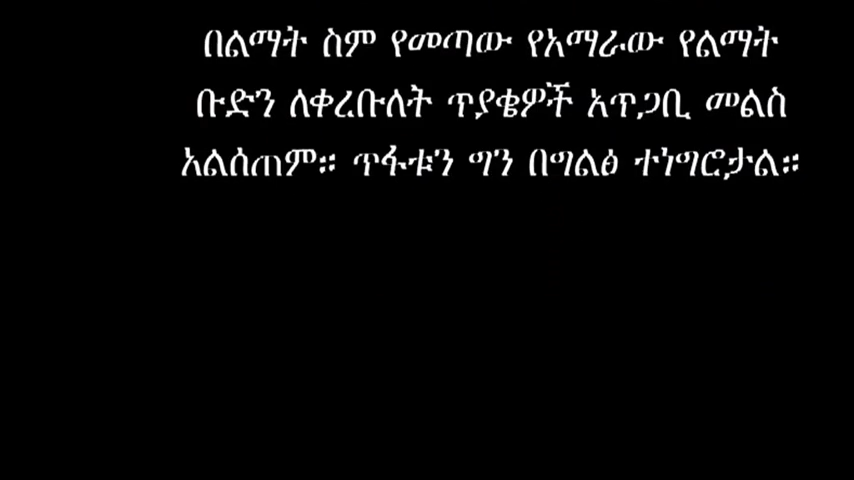 በልማት ስም የመጣው የአማራው የልማት
ቡድን ለቀረቡለት ጥያቄዎች አጥጋቢ መልስ
አልሰጠም። ጥፋቱን ግን በግልፅ ተነግሮታል።